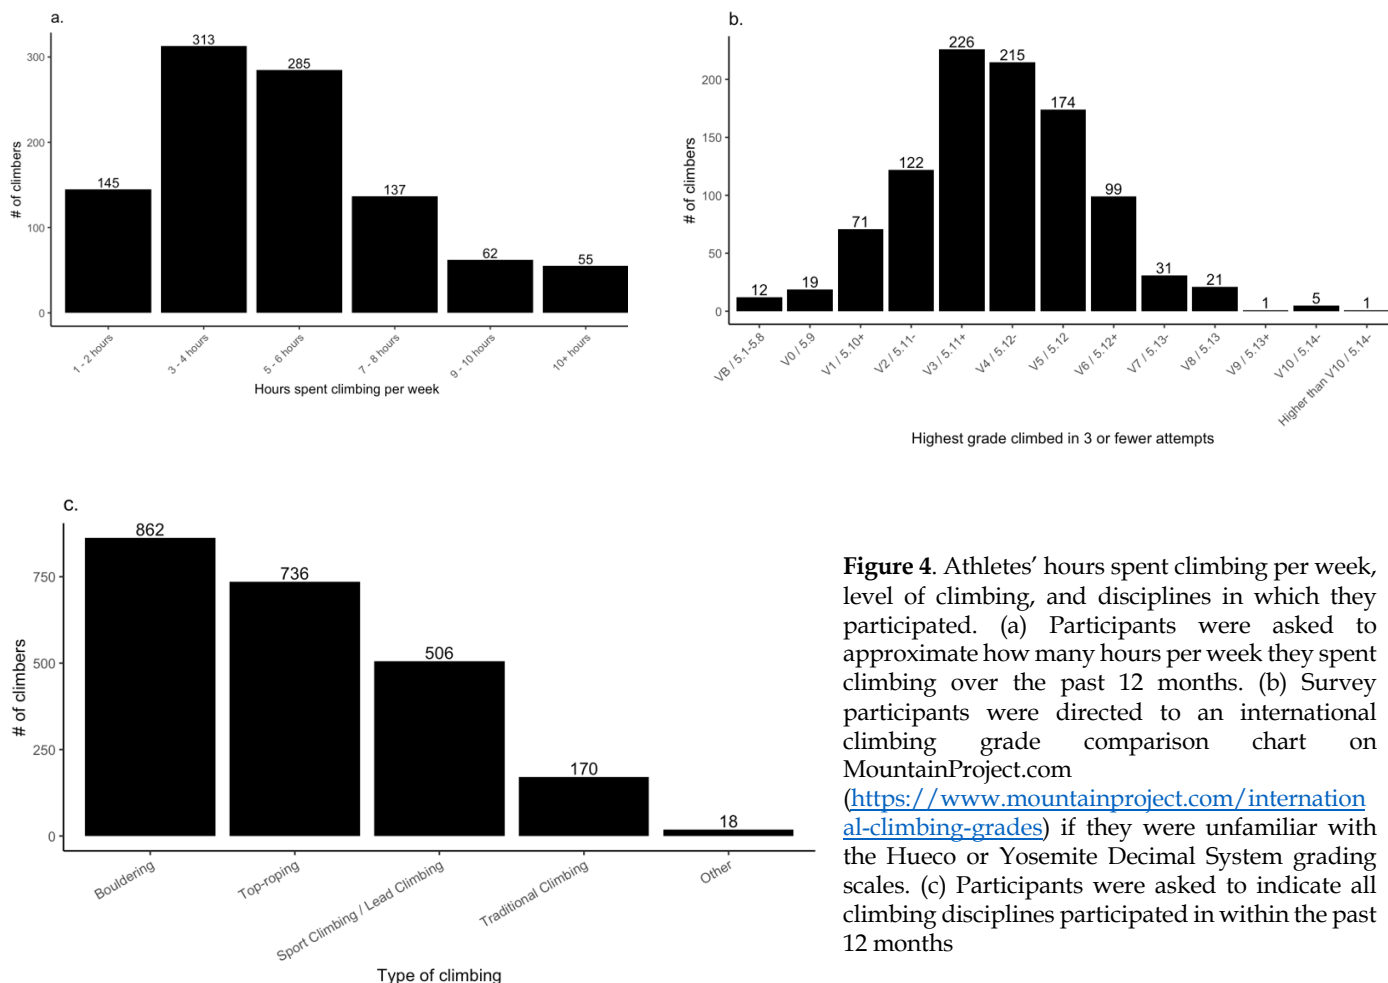 a.
# of climbers
300
200
100
0
145
313
285
137
62
55
1 - 2 hours
3 - 4 hours
5 - 6 hours
7 - 8 hours
9 - 10 hours
10+ hours
Hours spent climbing per week
b.
# of climbers
200
150
100
50
0
12
19
71
122
226
215
174
99
31
21
1
5
1
VB / 5.1-5.8
V0 / 5.9
V1 / 5.10+
V2 / 5.11-
V3 / 5.11+
V4 / 5.12-
V5 / 5.12
V6 / 5.12+
V7 / 5.13-
V8 / 5.13
V9 / 5.13+
V10 / 5.14-
Higher than V10 / 5.14-
Highest grade climbed in 3 or fewer attempts
c.
# of climbers
750
500
250
0
862
736
506
170
18
Bouldering
Top-roping
Sport Climbing / Lead Climbing
Traditional Climbing
Other
Type of climbing
Figure 4. Athletes’ hours spent climbing per week,
level of climbing, and disciplines in which they
participated. (a) Participants were asked to
approximate how many hours per week they spent
climbing over the past 12 months. (b) Survey
participants were directed to an international
climbing grade comparison chart on
MountainProject.com
(https://www.mountainproject.com/internation
al-climbing-grades) if they were unfamiliar with
the Hueco or Yosemite Decimal System grading
scales. (c) Participants were asked to indicate all
climbing disciplines participated in within the past
12 months